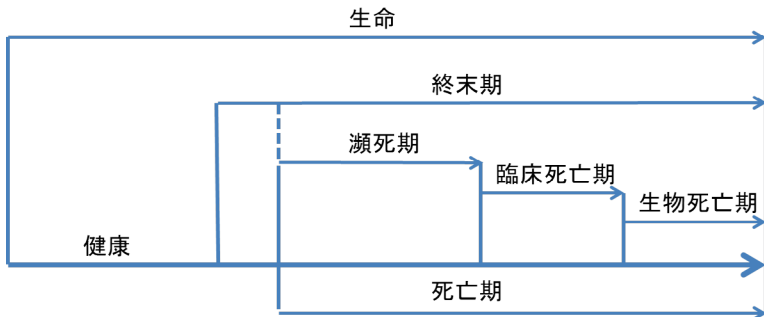 生命
終末期
瀕死期
臨床死亡期
生物死亡期
健康
死亡期